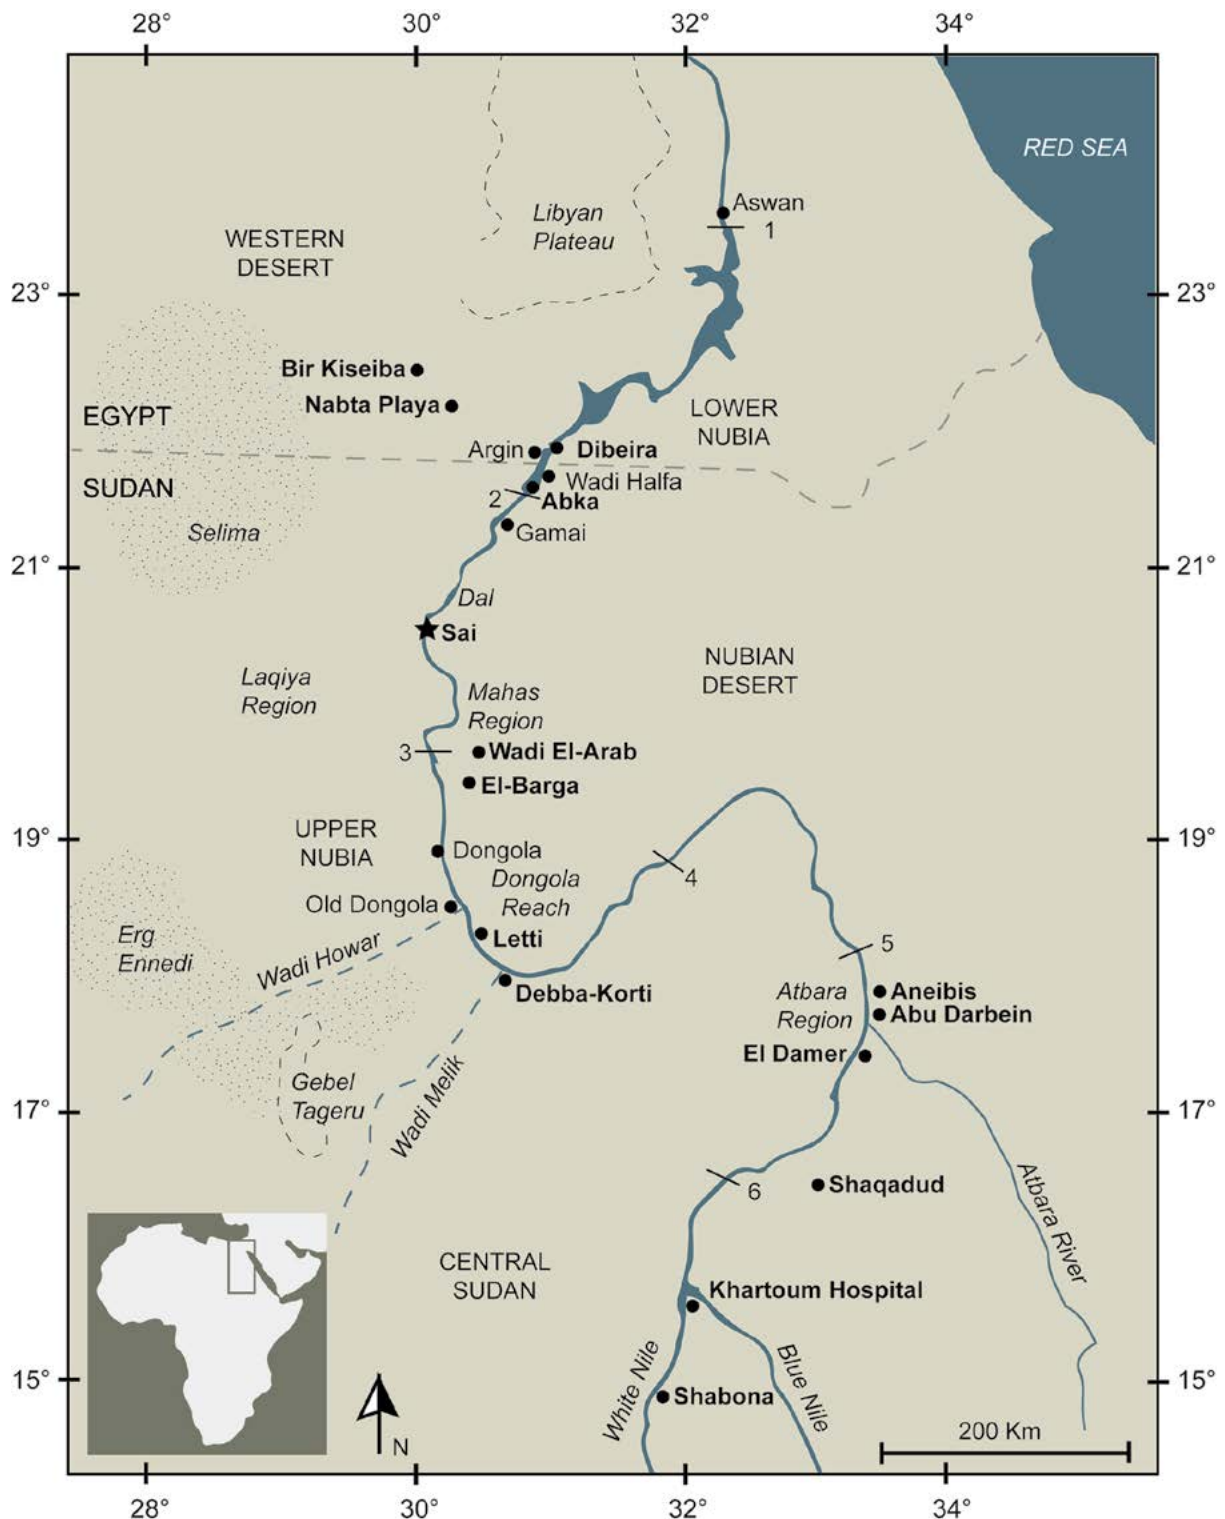 28°
30°
32°
34°
RED SEA
Aswan
Libyan
Plateau
1
WESTERN
DESERT
23°
23°
Bir Kiseiba
Nabta Playa
LOWER
NUBIA
EGYPT
Argin
Dibeira
SUDAN
Wadi Halfa
2
Abka
Selima
Gamai
21°
21°
Dal
Sai
NUBIAN
DESERT
Laqiya
Region
Mahas
Region
3
Wadi El-Arab
El-Barga
19°
19°
UPPER
NUBIA
Dongola
Dongola
Reach
4
Old Dongola
Erg
Ennedi
Wadi Howar
Letti
5
Debba-Korti
Atbara
Region
Aneibis
Abu Darbein
El Damer
Gebel
Tageru
Wadi Melik
17°
17°
Shaqadud
6
Atbara River
CENTRAL
SUDAN
Khartoum Hospital
White Nile
Blue Nile
15°
15°
Shabona
200 Km
N
28°
30°
32°
34°